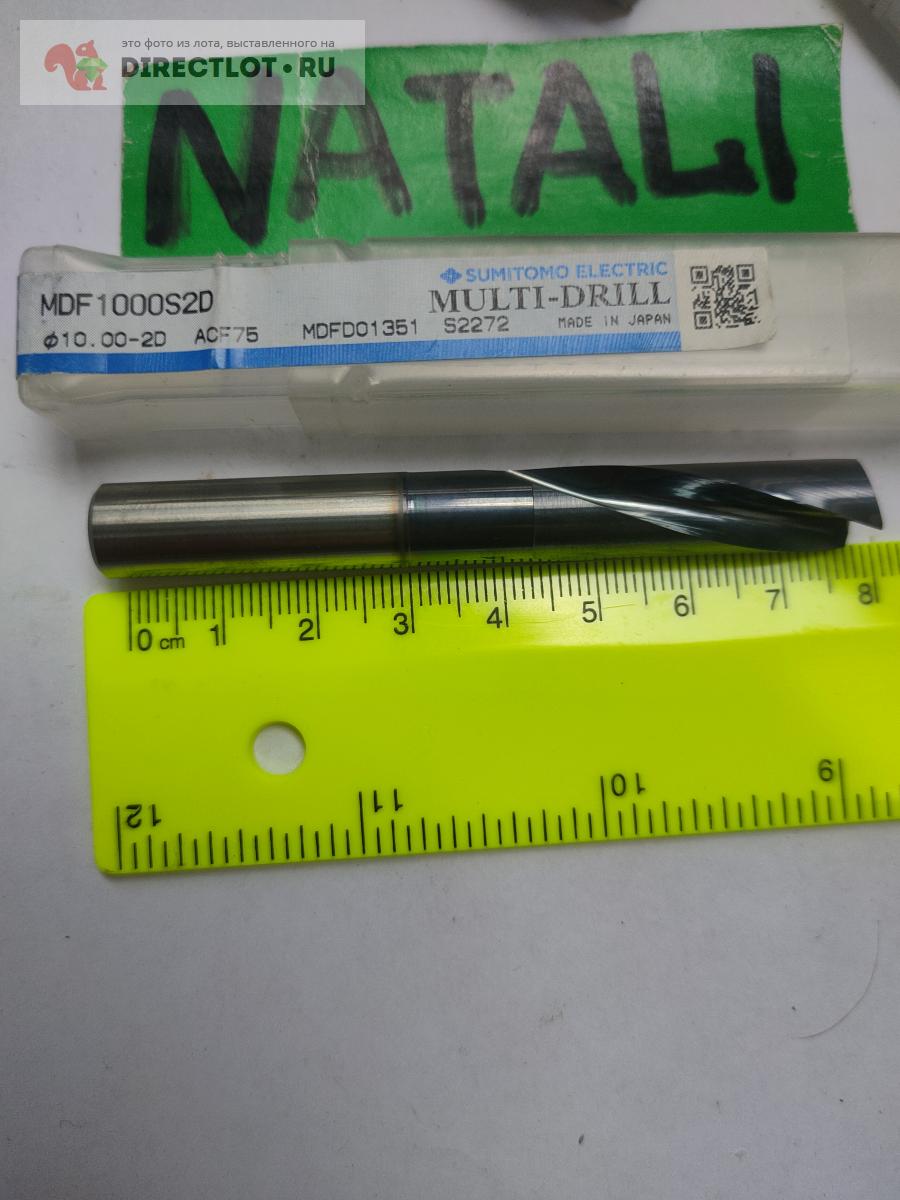 это фото из лота, выставленного на
DIRECTLOT•RU
NATALI
SUMITOMO ELECTRIC
MDF1000S2D MULTI-DRILL
ø10.00-2D ACF75 MDFD01351 S2272 MADE IN JAPAN
0 cm 1 2 3 4 5 6 7 8
12 11 10 9